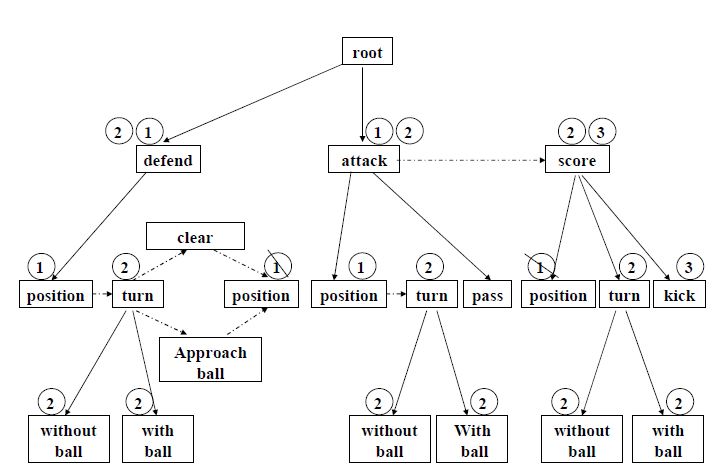 root
2 1
1 2
2 3
defend
attack
score
clear
1
2
1
1
2
1
2
3
position
turn
position
position
turn
pass
position
turn
kick
Approach
ball
2
2
2
2
2
2
without
ball
with
ball
without
ball
With
ball
without
ball
with
ball